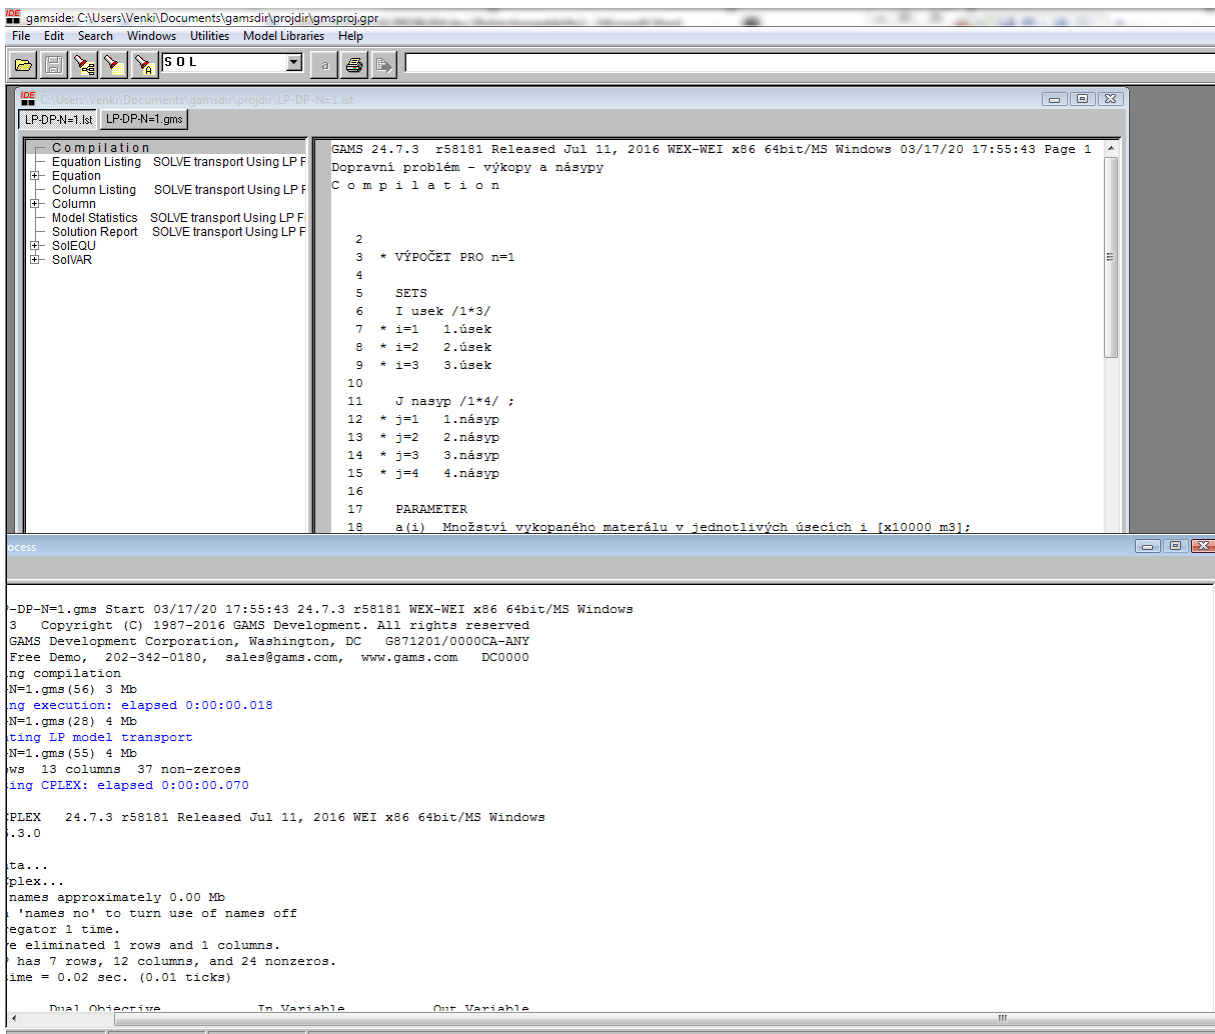 IDE gamside: C:\Users\Venki\Documents\gamsdir\projdir\gmsproj.gpr
File Edit Search Windows Utilities Model Libraries Help
S O L
a
IDE C:\Users\Venki\Documents\gamsdir\projdir\LP-DP-N=1.lst
LP-DP-N=1.lst LP-DP-N=1.gms
C o m p i l a t i o n
Equation Listing SOLVE transport Using LP F
Equation
Column Listing SOLVE transport Using LP F
Column
Model Statistics SOLVE transport Using LP F
Solution Report SOLVE transport Using LP F
SolEQU
SolVAR
GAMS 24.7.3 r58181 Released Jul 11, 2016 WEX-WEI x86 64bit/MS Windows 03/17/20 17:55:43 Page 1
Dopravní problém - výkopy a násypy
C o m p i l a t i o n
2
3 * VÝPOČET PRO n=1
4
5 SETS
6 I usek /1*3/
7 * i=1 1.úsek
8 * i=2 2.úsek
9 * i=3 3.úsek
10
11 J nasyp /1*4/ ;
12 * j=1 1.násyp
13 * j=2 2.násyp
14 * j=3 3.násyp
15 * j=4 4.násyp
16
17 PARAMETER
18 a(i) Množství vykopaného materálu v jednotlivých úsecích i [x10000 m3];
ocess
-DP-N=1.gms Start 03/17/20 17:55:43 24.7.3 r58181 WEX-WEI x86 64bit/MS Windows
3 Copyright (C) 1987-2016 GAMS Development. All rights reserved
GAMS Development Corporation, Washington, DC G871201/0000CA-ANY
Free Demo, 202-342-0180, sales@gams.com, www.gams.com DC0000
ng compilation
N=1.gms(56) 3 Mb
ng execution: elapsed 0:00:00.018
N=1.gms(28) 4 Mb
ting LP model transport
N=1.gms(55) 4 Mb
ws 13 columns 37 non-zeroes
ing CPLEX: elapsed 0:00:00.070
PLEX 24.7.3 r58181 Released Jul 11, 2016 WEI x86 64bit/MS Windows
.3.0
ta...
plex...
names approximately 0.00 Mb
'names no' to turn use of names off
egator 1 time.
e eliminated 1 rows and 1 columns.
has 7 rows, 12 columns, and 24 nonzeros.
ime = 0.02 sec. (0.01 ticks)
Dual Objective In Variable Out Variable